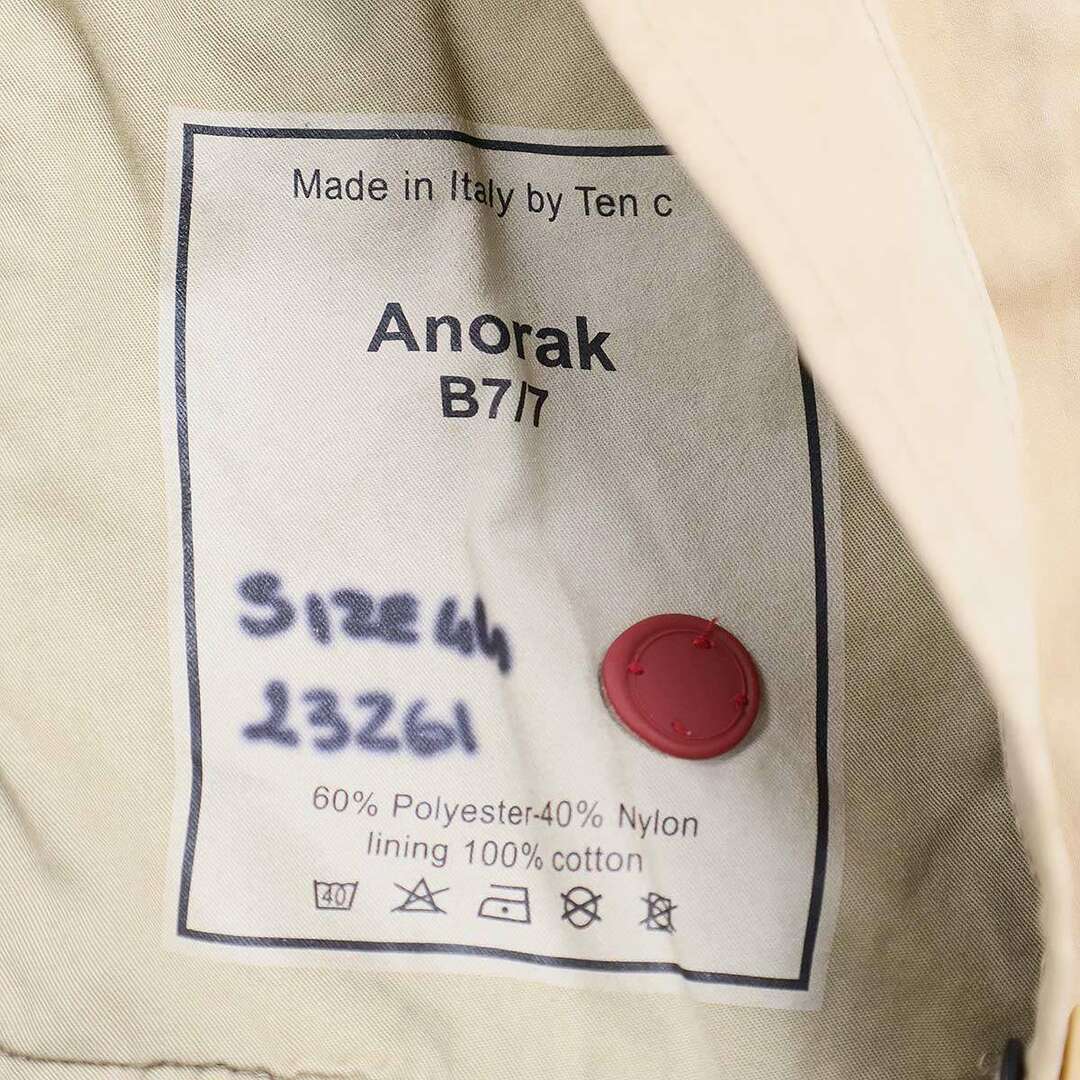 Made in Italy by Ten c
Anorak
B7/7
SIZE 44
23261
60% Polyester-40% Nylon
lining 100% cotton
40